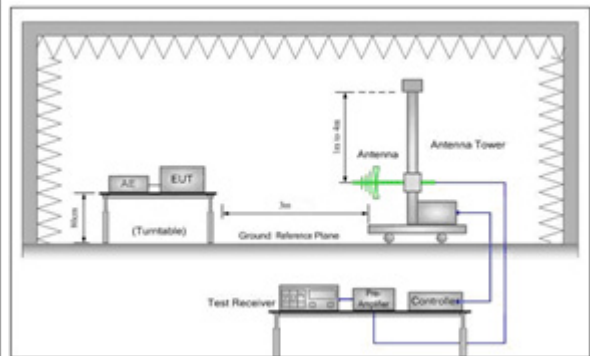 1m to 4m
Antenna
Antenna Tower
AE
EUT
80cm
3m
(Turntable)
Ground Reference Plane
Test Receiver
Pre-
Amplifier
Controller